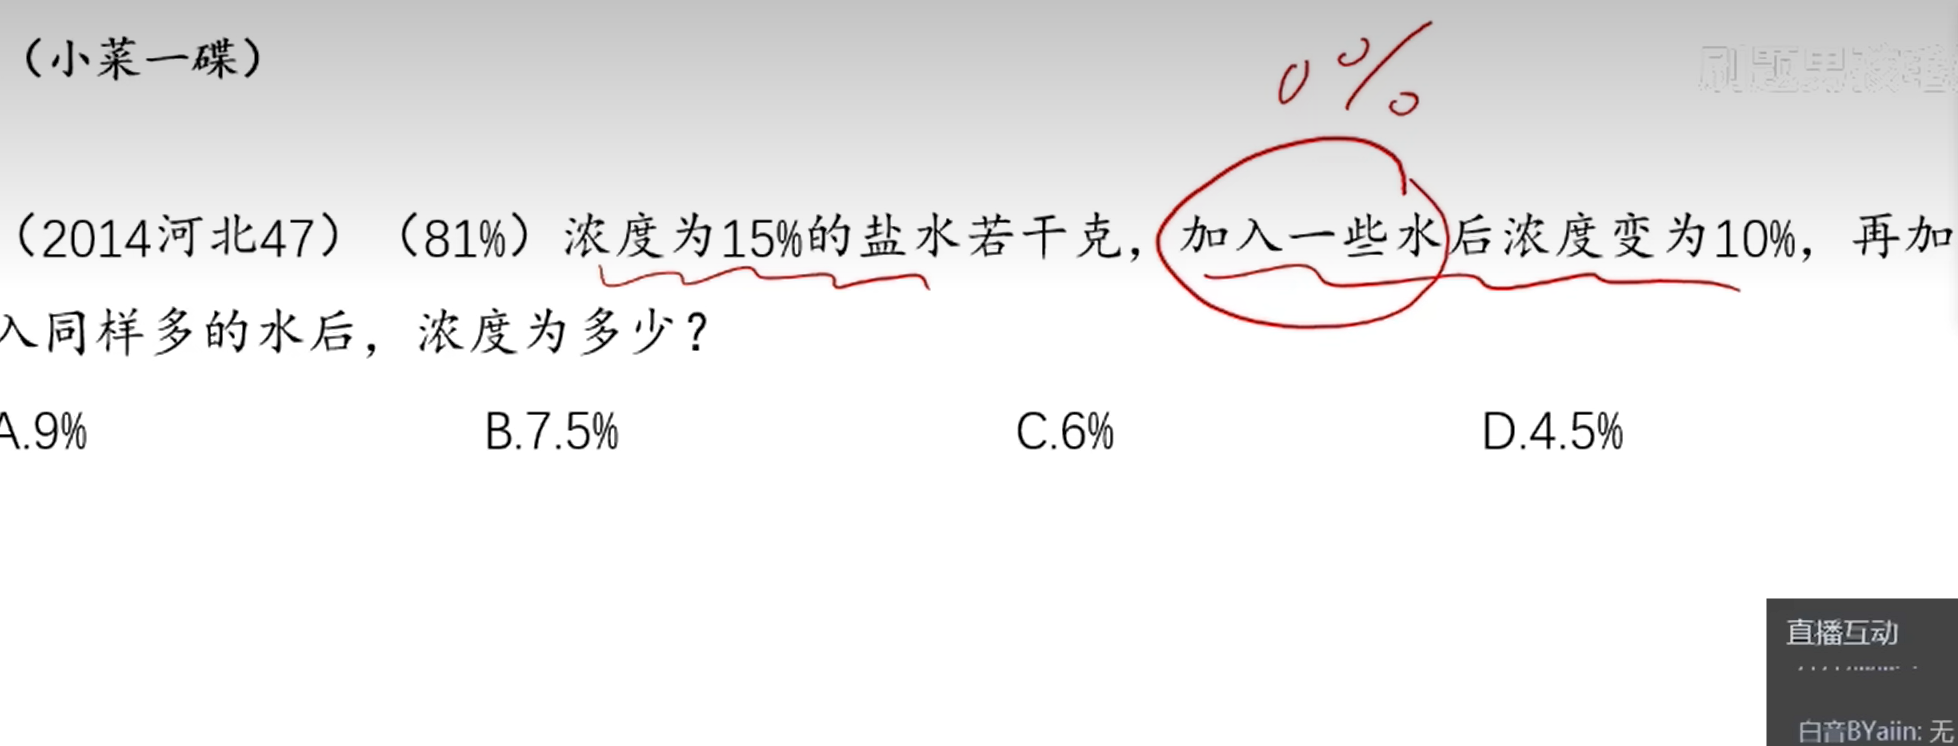 （小菜一碟）
0%
（2014河北47）（81%）浓度为15%的盐水若干克，加入一些水后浓度变为10%，再加
入同样多的水后，浓度为多少？
A.9% B.7.5% C.6% D.4.5%
直播互动
白音BYaiin: 无